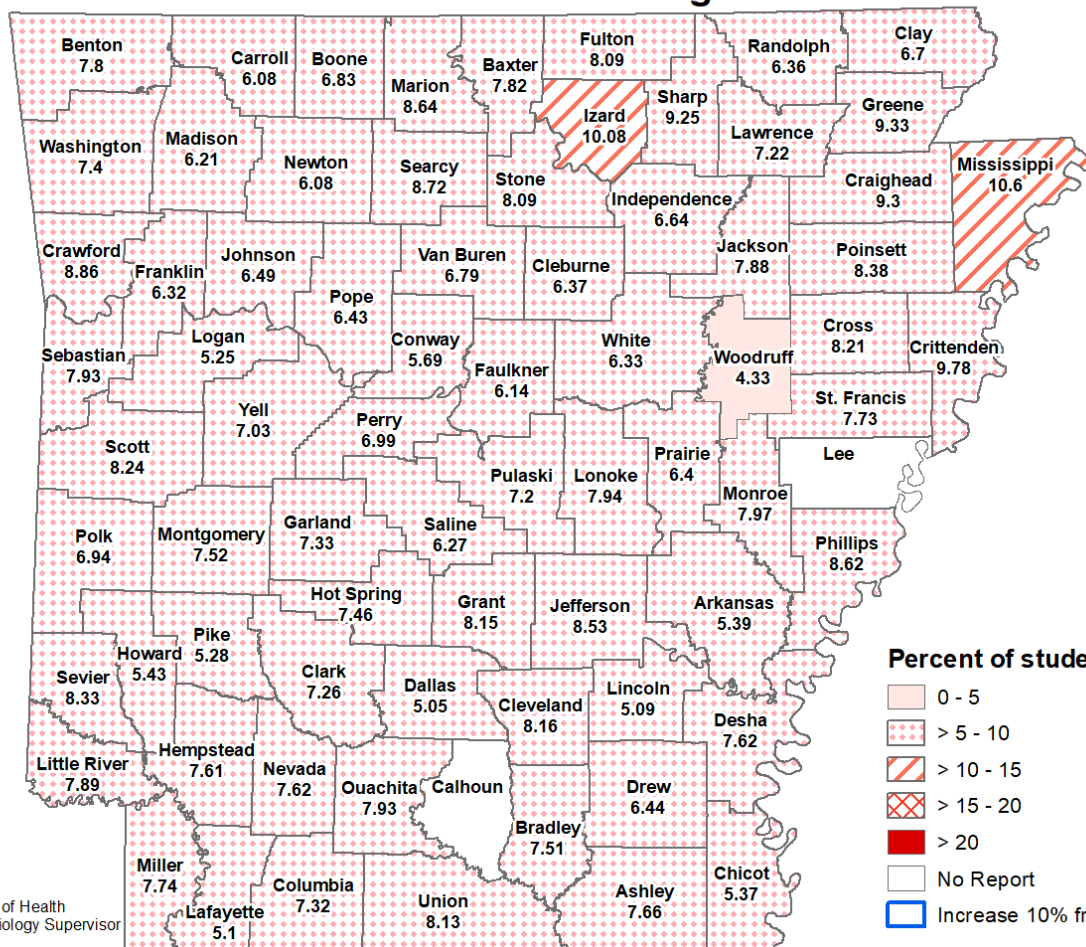 Benton
7.8
Carroll
6.08
Boone
6.83
Marion
8.64
Baxter
7.82
Fulton
8.09
Izard
10.08
Sharp
9.25
Randolph
6.36
Clay
6.7
Greene
9.33
Lawrence
7.22
Washington
7.4
Madison
6.21
Newton
6.08
Searcy
8.72
Stone
8.09
Independence
6.64
Craighead
9.3
Mississippi
10.6
Crawford
8.86
Franklin
6.32
Johnson
6.49
Pope
6.43
Van Buren
6.79
Cleburne
6.37
Jackson
7.88
Poinsett
8.38
Sebastian
7.93
Logan
5.25
Conway
5.69
Faulkner
6.14
White
6.33
Woodruff
4.33
Cross
8.21
Crittenden
9.78
St. Francis
7.73
Scott
8.24
Yell
7.03
Perry
6.99
Pulaski
7.2
Lonoke
7.94
Prairie
6.4
Monroe
7.97
Lee
Polk
6.94
Montgomery
7.52
Garland
7.33
Saline
6.27
Phillips
8.62
Hot Spring
7.46
Grant
8.15
Jefferson
8.53
Arkansas
5.39
Sevier
8.33
Howard
5.43
Pike
5.28
Clark
7.26
Dallas
5.05
Cleveland
8.16
Lincoln
5.09
Desha
7.62
Little River
7.89
Hempstead
7.61
Nevada
7.62
Ouachita
7.93
Calhoun
Bradley
7.51
Drew
6.44
Chicot
5.37
Miller
7.74
Lafayette
5.1
Columbia
7.32
Union
8.13
Ashley
7.66
Percent of stude
0 - 5
> 5 - 10
> 10 - 15
> 15 - 20
> 20
No Report
Increase 10% fr
of Health
iology Supervisor